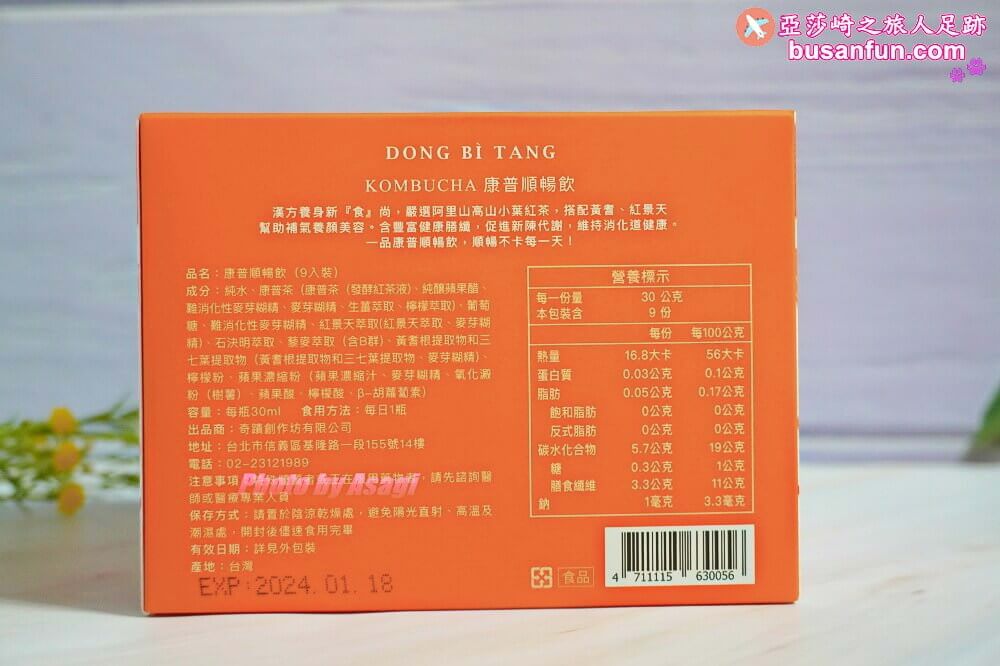 亞莎崎之旅人足跡
busanfun.com
DONG BÌ TANG
KOMBUCHA 康普順暢飲
漢方養身新『食』尚，嚴選阿里山高山小葉紅茶，搭配黃耆、紅景天
幫助補氣養顏美容。含豐富健康膳纖，促進新陳代謝，維持消化道健康。
一品康普順暢飲，順暢不卡每一天！
品名：康普順暢飲（9入裝）
成分：純水、康普茶（康普茶（發酵紅茶液）、純釀蘋果醋、
難消化性麥芽糊精、麥芽糊精、生薑萃取、檸檬萃取）、葡萄
糖、難消化性麥芽糊精、紅景天萃取(紅景天萃取、麥芽糊
精）、石決明萃取、藜麥萃取（含B群）、黃耆根提取物和三
七葉提取物（黃耆根提取物和三七葉提取物、麥芽糊精）、
檸檬粉、蘋果濃縮粉（蘋果濃縮汁、麥芽糊精、氧化澱
粉（樹薯）、蘋果酸、檸檬酸、β-胡蘿蔔素）
容量：每瓶30ml 食用方法：每日1瓶
出品商：奇蹟創作坊有限公司
地址：台北市信義區基隆路一段155號14樓
電話：02-23121989
注意事項
Photo by Asagi
請先諮詢醫
師或醫療專業人員
保存方式：請置於陰涼乾燥處，避免陽光直射、高溫及
潮濕處，開封後儘速食用完畢
有效日期：詳見外包裝
產地：台灣
EXP:2024.01.18
營養標示
每一份量 30 公克
本包裝含 9 份
每份 每100公克
熱量 16.8大卡 56大卡
蛋白質 0.03公克 0.1公克
脂肪 0.05公克 0.17公克
飽和脂肪 0公克 0公克
反式脂肪 0公克 0公克
碳水化合物 5.7公克 19公克
糖 0.3公克 1公克
膳食纖維 3.3公克 11公克
鈉 1毫克 3.3毫克
食品
4 711115 630056